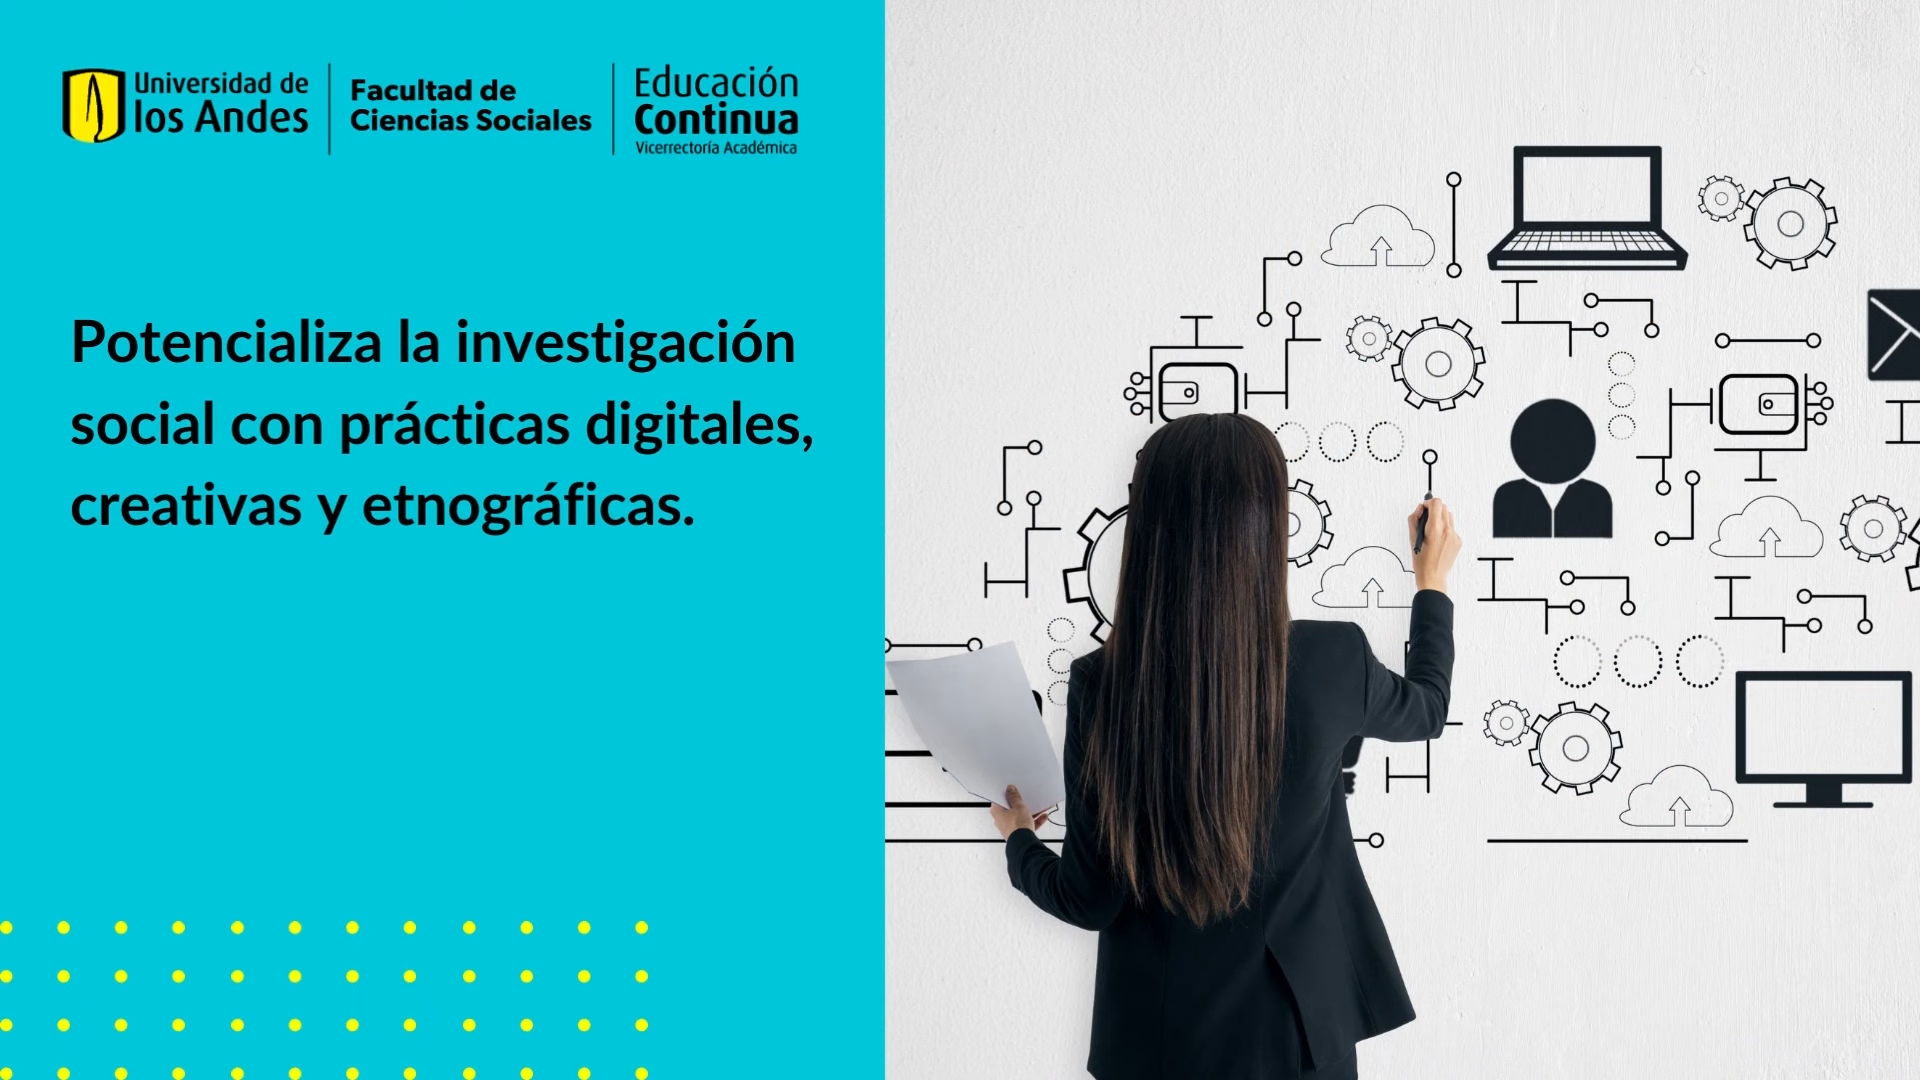 Universidad de
los Andes
Facultad de
Ciencias Sociales
Educación
Continua
Vicerrectoría Académica
Potencializa la investigación
social con prácticas digitales,
creativas y etnográficas.